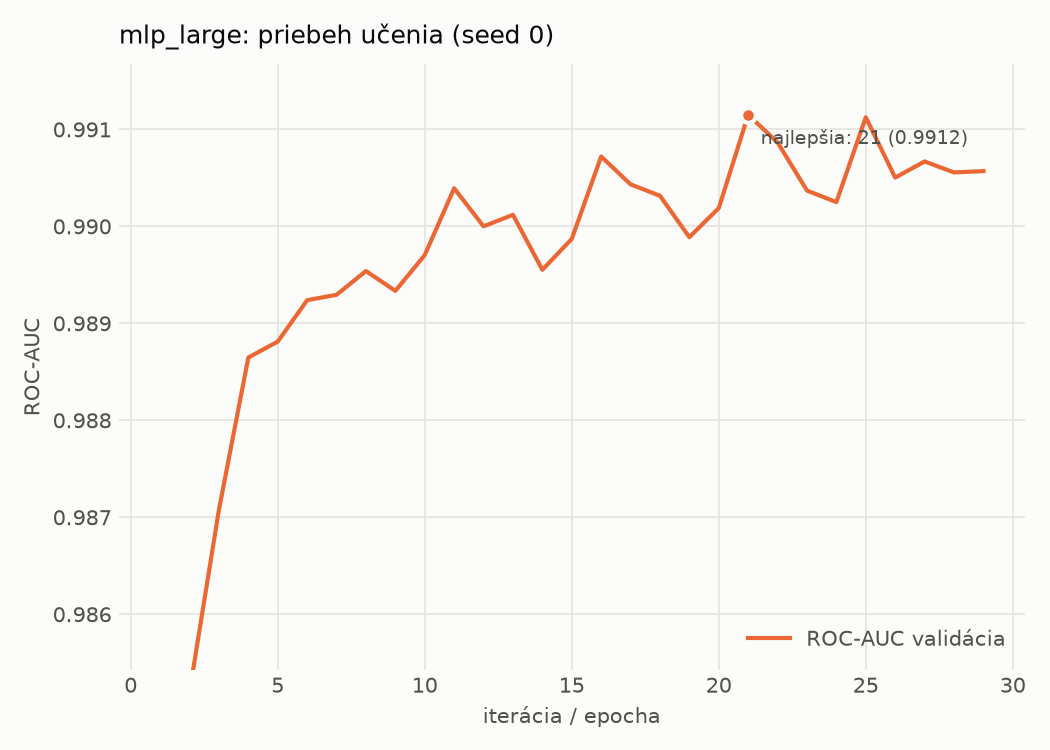 mlp_large: priebeh učenia (seed 0)
0.991
najlepšia: 21 (0.9912)
0.990
0.989
0.988
0.987
0.986
ROC-AUC
ROC-AUC validácia
0 5 10 15 20 25 30
iterácia / epocha